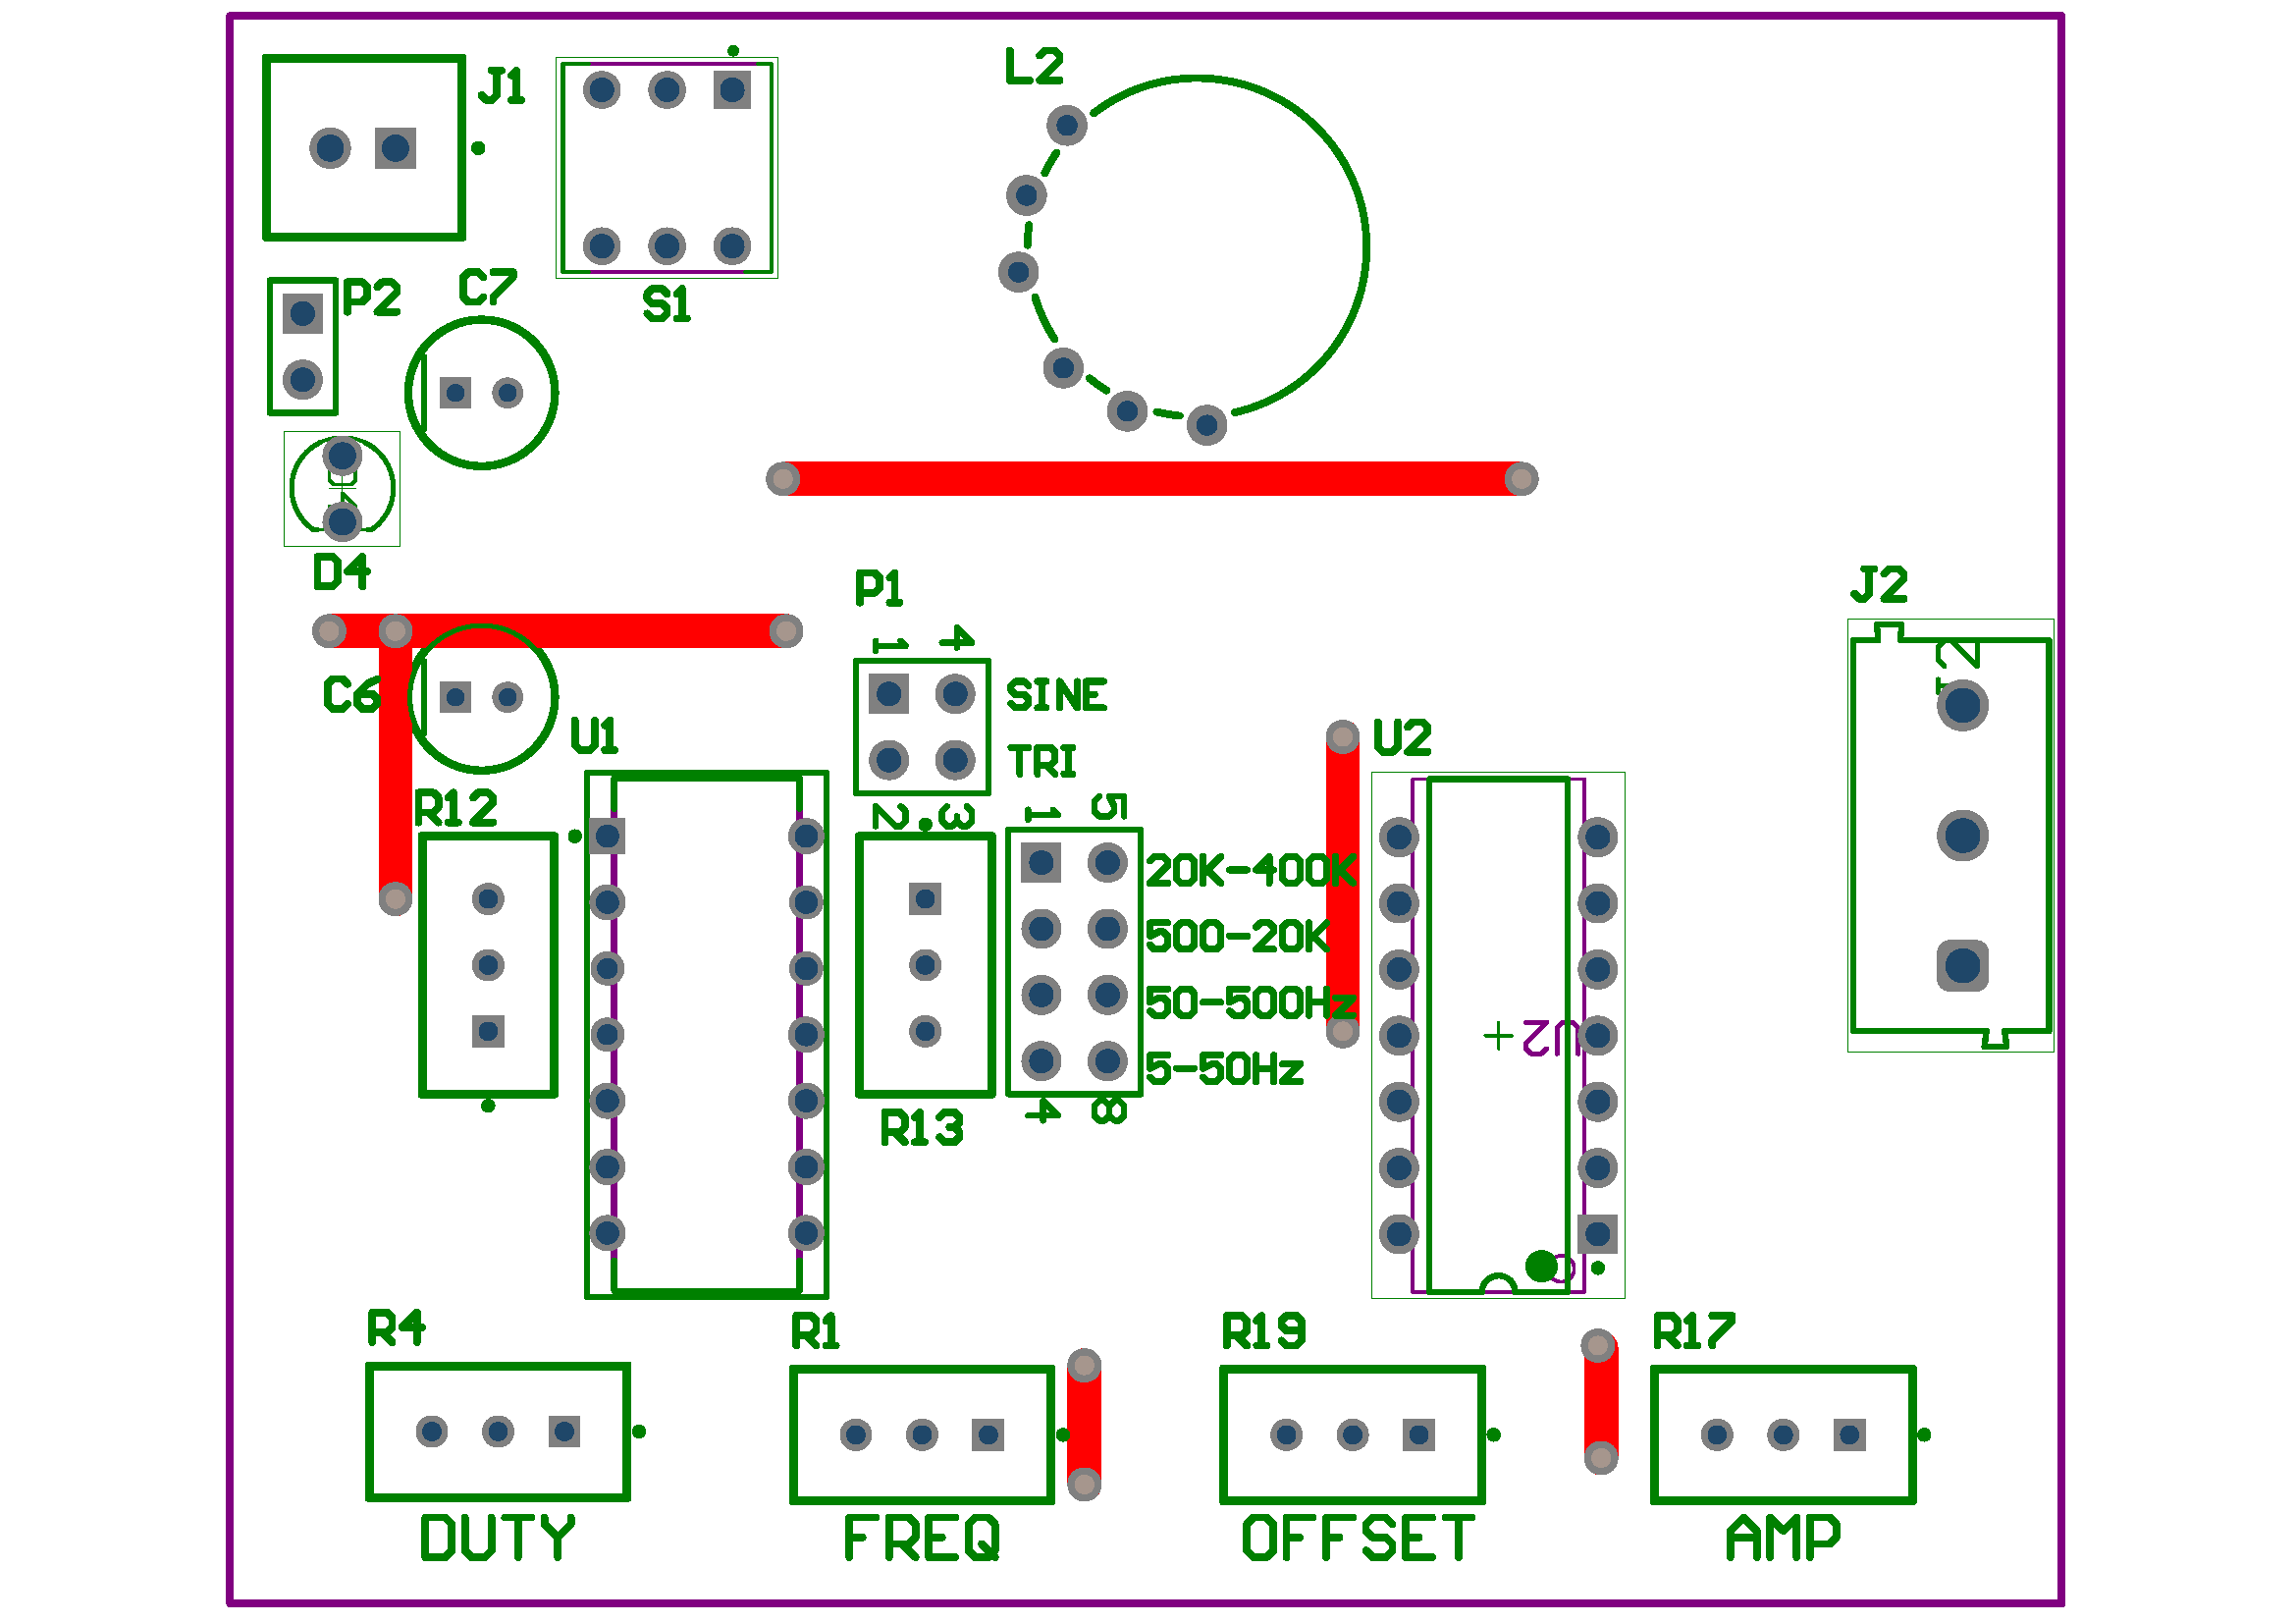 J1
L2
P2
C7
S1
D4
P1
J2
1
4
C6
SINE
U1
U2
TRI
R12
2
3
1
5
20K-400K
500-20K
50-500Hz
U2
5-50Hz
R13
4
8
R4
R1
R19
R17
DUTY
FREQ
OFFSET
AMP